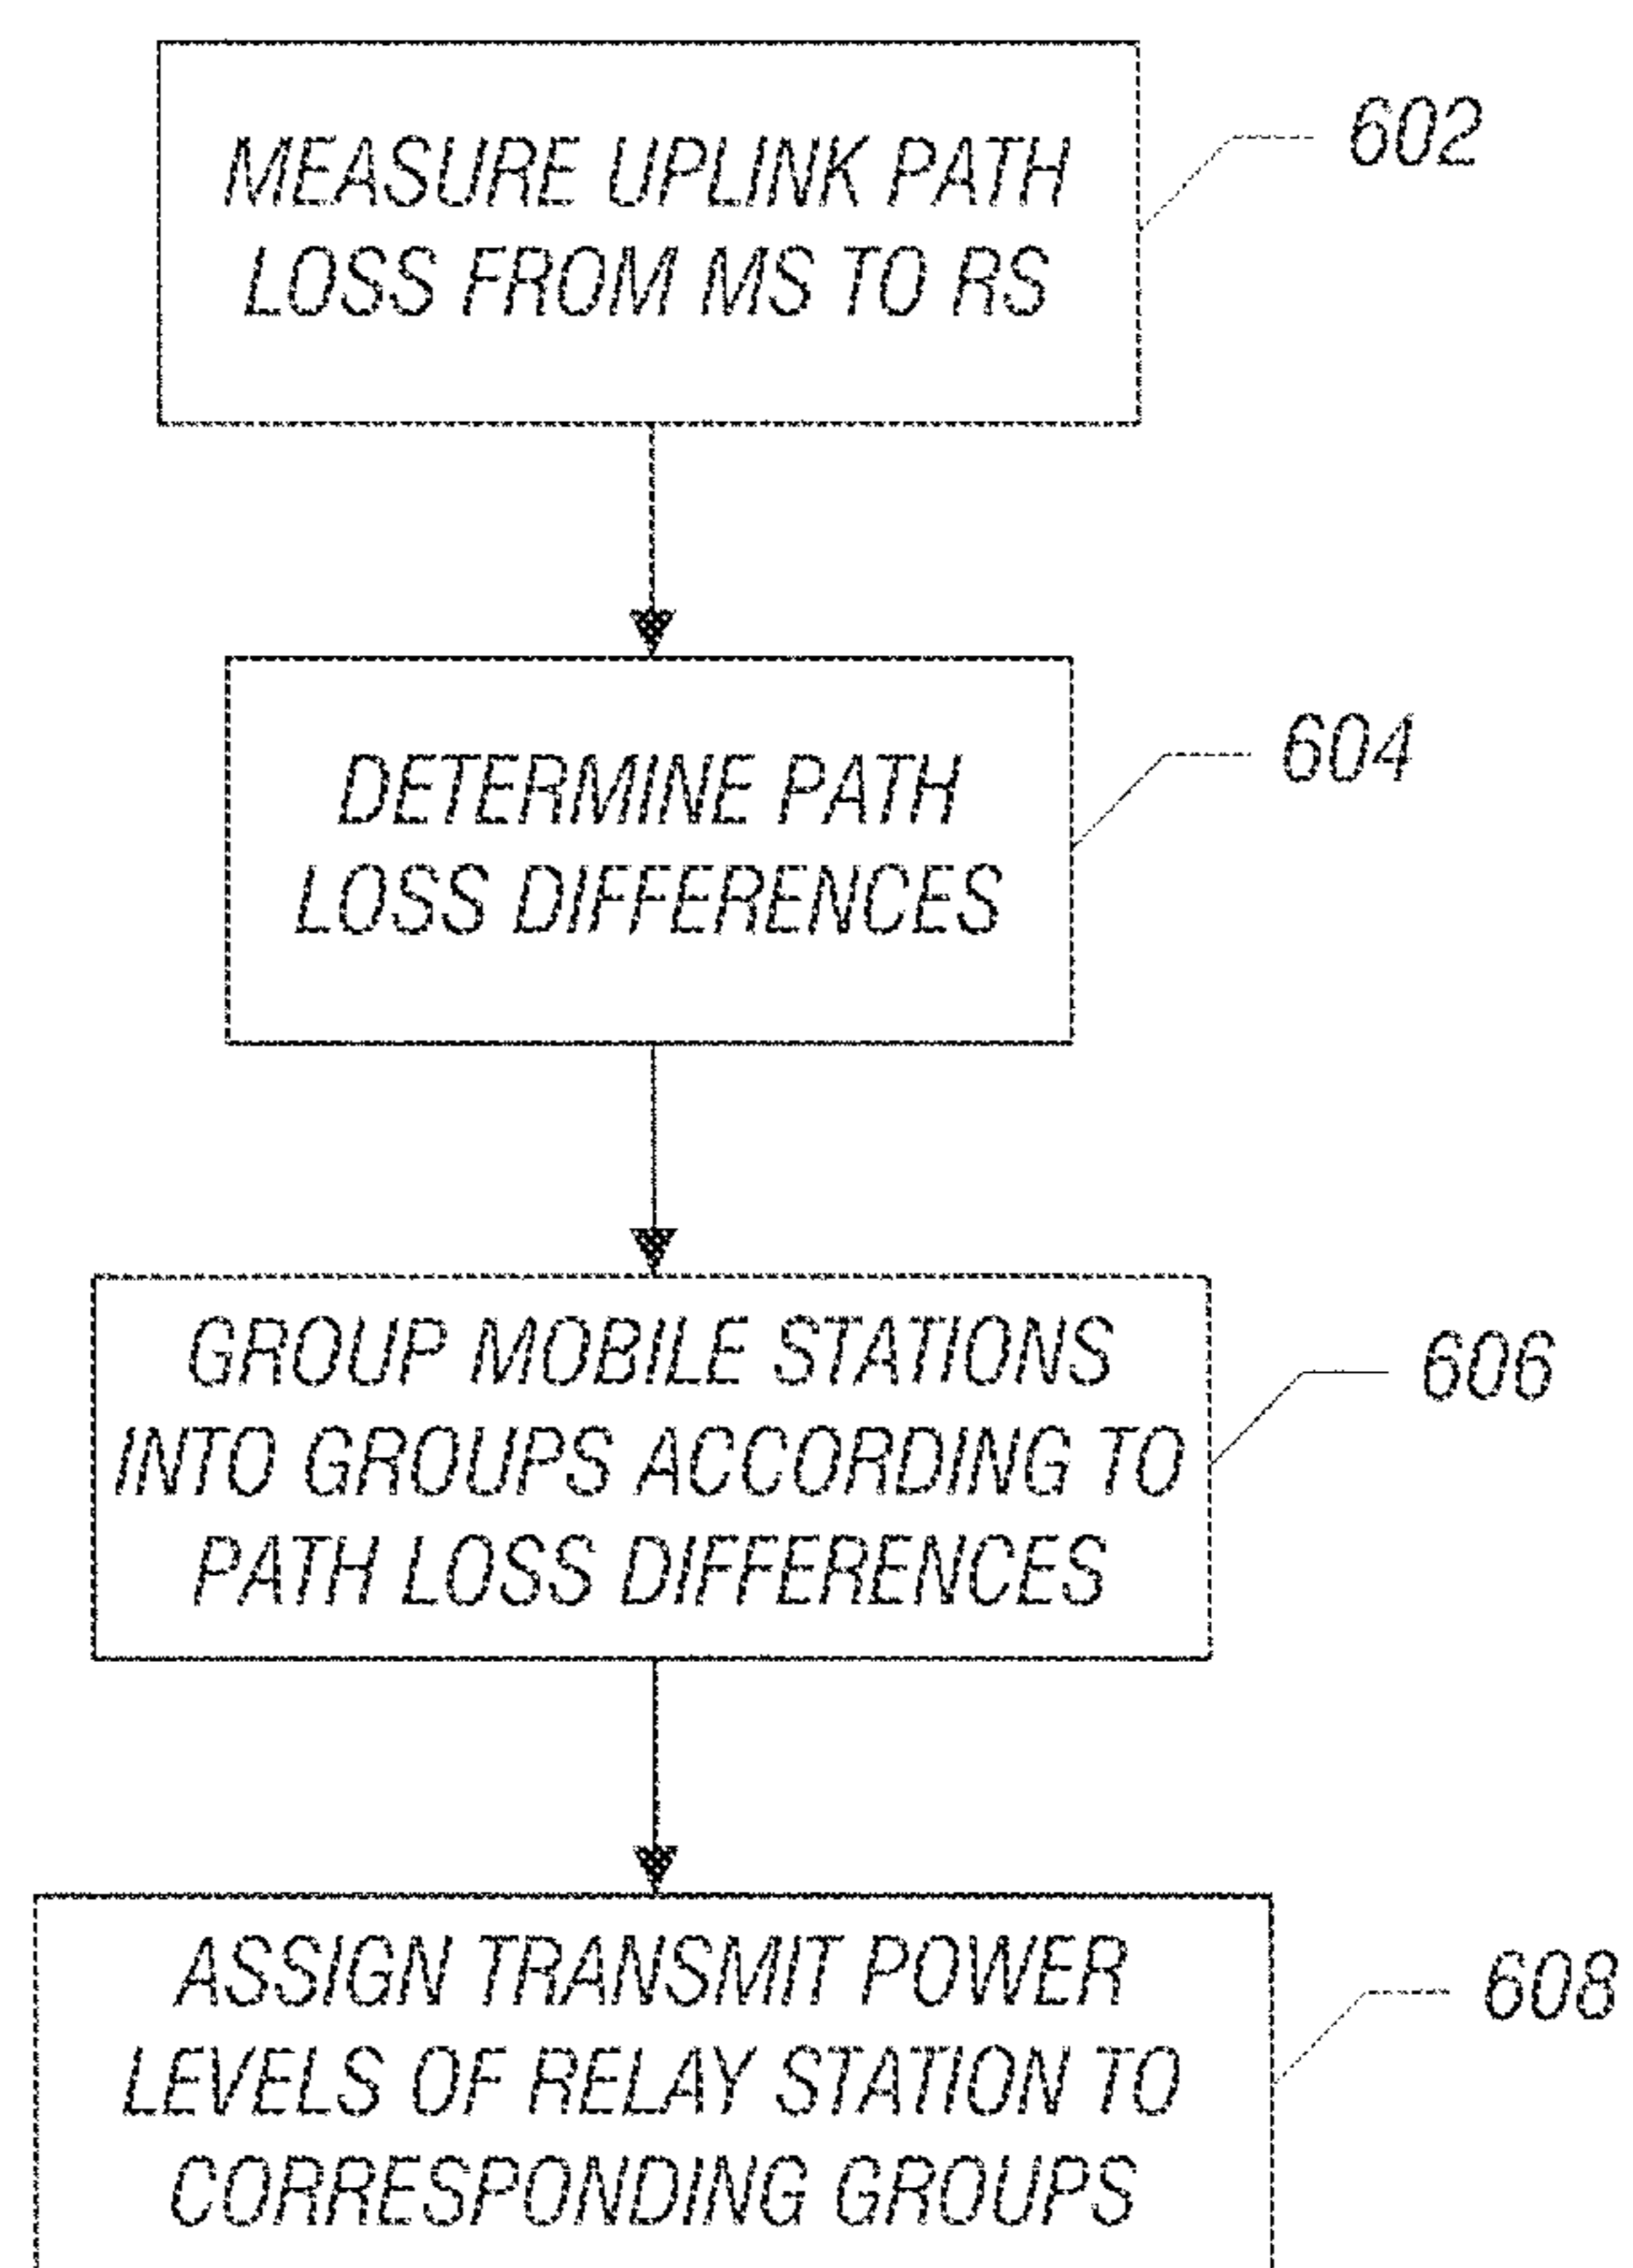 MEASURE UPLINK PATH
LOSS FROM MS TO RS
602
DETERMINE PATH
LOSS DIFFERENCES
604
GROUP MOBILE STATIONS
INTO GROUPS ACCORDING TO
PATH LOSS DIFFERENCES
606
ASSIGN TRANSMIT POWER
LEVELS OF RELAY STATION TO
CORRESPONDING GROUPS
608